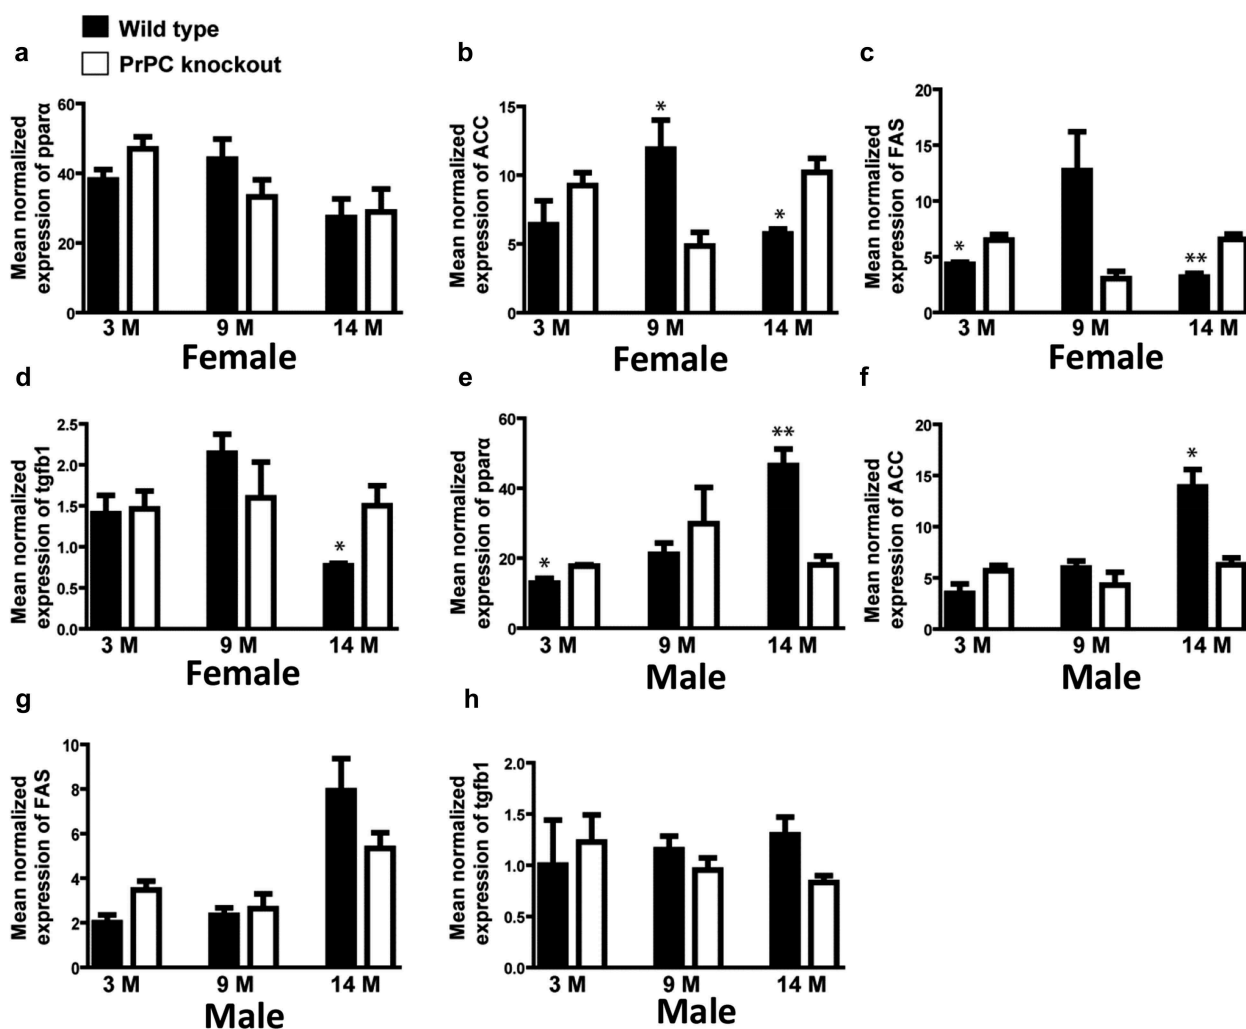 Wild type
PrPC knockout
a
Mean normalized
expression of pparα
60
40
20
0
3 M 9 M 14 M
Female
b
Mean normalized
expression of ACC
15
10
5
0
*
*
3 M 9 M 14 M
Female
c
Mean normalized
expression of FAS
20
15
10
5
0
*
**
3 M 9 M 14 M
Female
d
Mean normalized
expression of tgfb1
2.5
2.0
1.5
1.0
0.5
0.0
*
3 M 9 M 14 M
Female
e
Mean normalized
expression of pparα
60
40
20
0
*
**
3 M 9 M 14 M
Male
f
Mean normalized
expression of ACC
20
15
10
5
0
*
3 M 9 M 14 M
Male
g
Mean normalized
expression of FAS
10
8
6
4
2
0
3 M 9 M 14 M
Male
h
Mean normalized
expression of tgfb1
2.0
1.5
1.0
0.5
0.0
3 M 9 M 14 M
Male